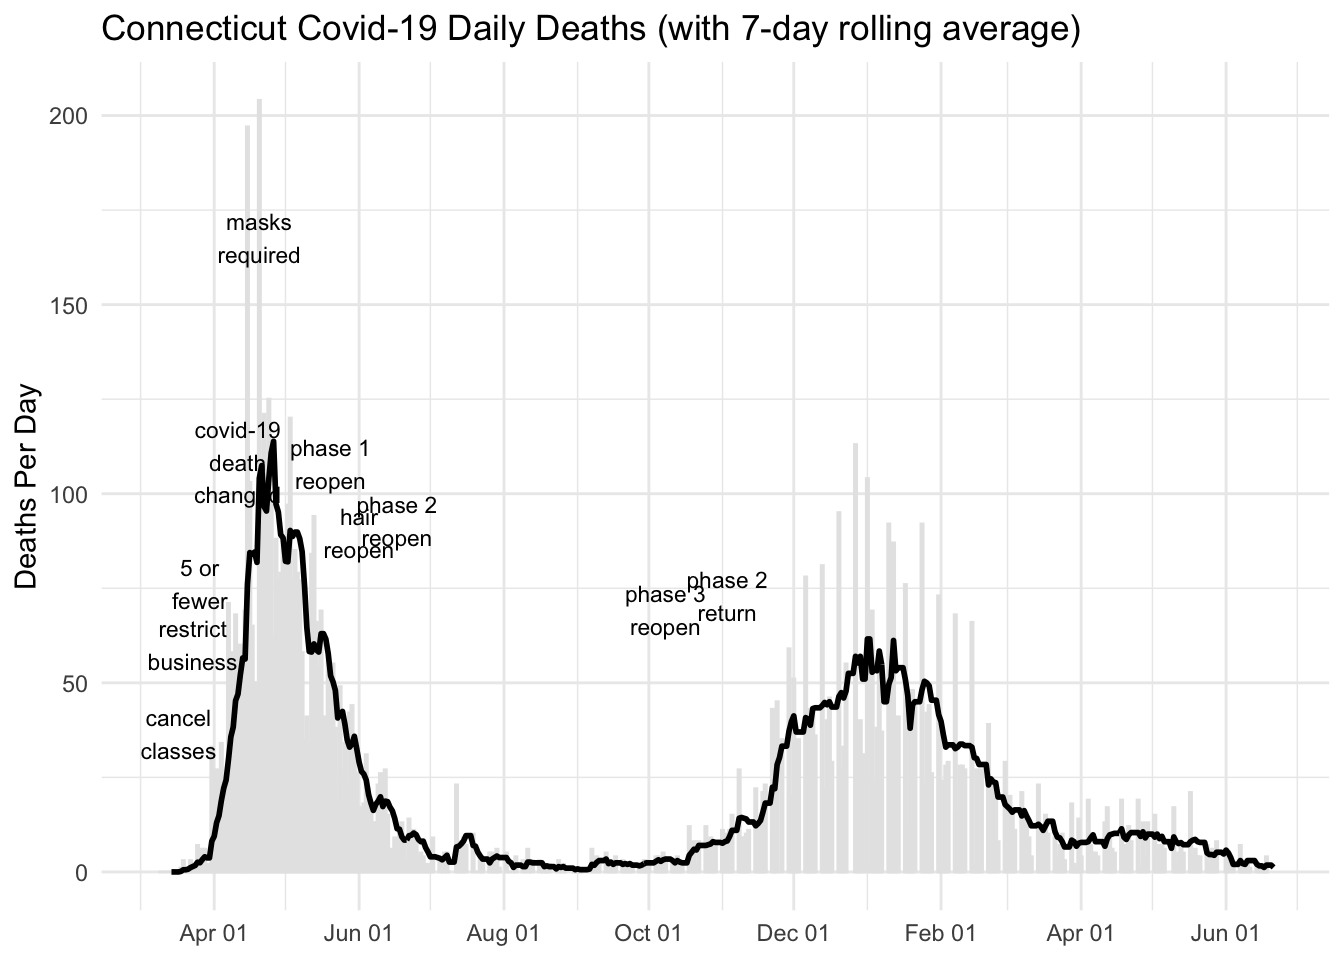 Connecticut Covid-19 Daily Deaths (with 7-day rolling average)
Deaths Per Day
200
150
100
50
0
masks
required
covid-19
death
changed
phase 1
reopen
phase 2
reopen
hair
reopen
5 or
fewer
restrict
business
cancel
classes
phase 3
reopen
phase 2
return
Apr 01
Jun 01
Aug 01
Oct 01
Dec 01
Feb 01
Apr 01
Jun 01